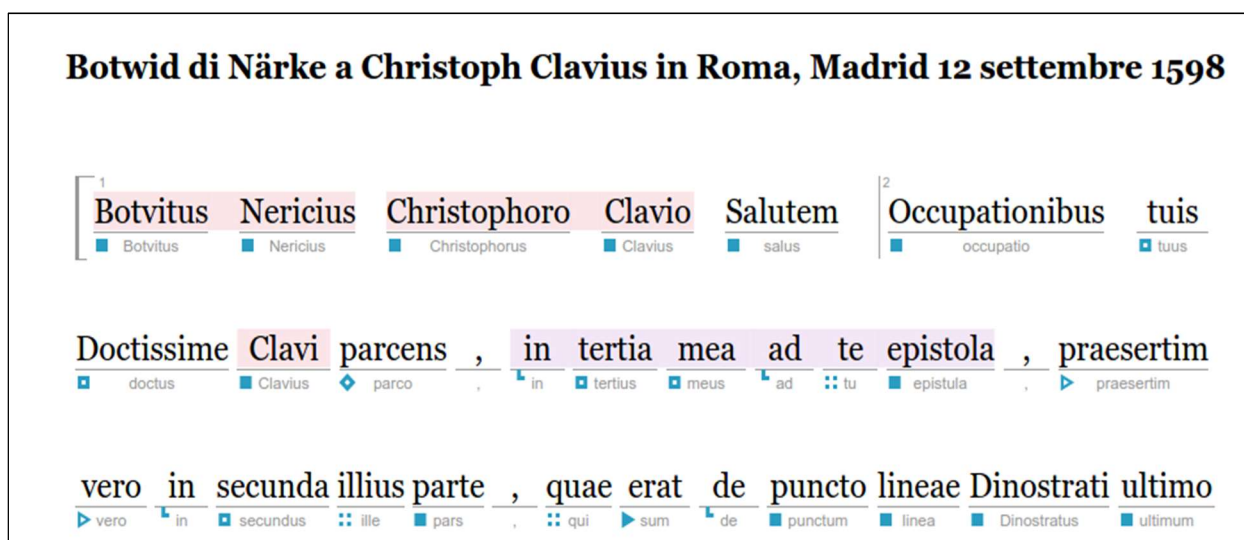 Botwid di Närke a Christoph Clavius in Roma, Madrid 12 settembre 1598
1 2
Botvitus Nericius Christophoro Clavio Salutem Occupationibus tuis
Botvitus Nericius Christophorus Clavius salus occupatio tuus
Doctissime Clavi parcens , in tertia mea ad te epistola , praesertim
doctus Clavius parco , in tertius meus ad tu epistula , praesertim
vero in secunda illius parte , quae erat de puncto lineae Dinostrati ultimo
vero in secundus ille pars , qui sum de punctum linea Dinostratus ultimum